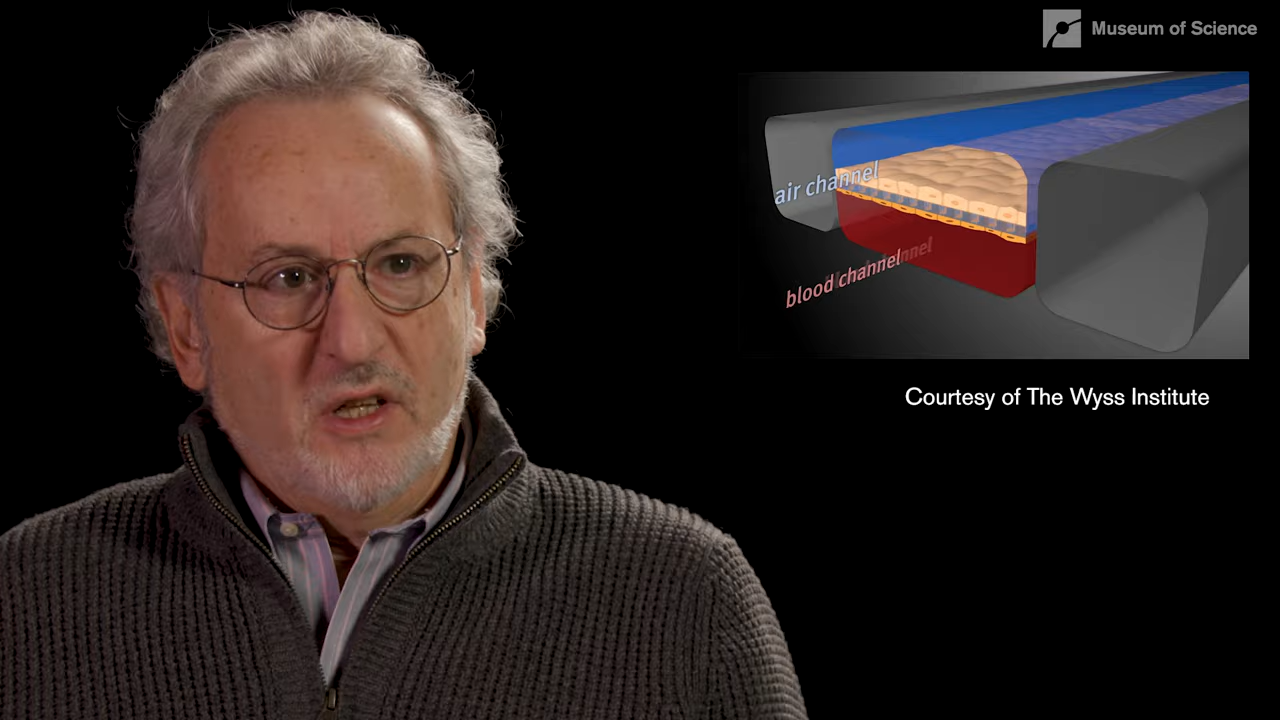 Museum of Science
air channel
blood channel
Courtesy of The Wyss Institute